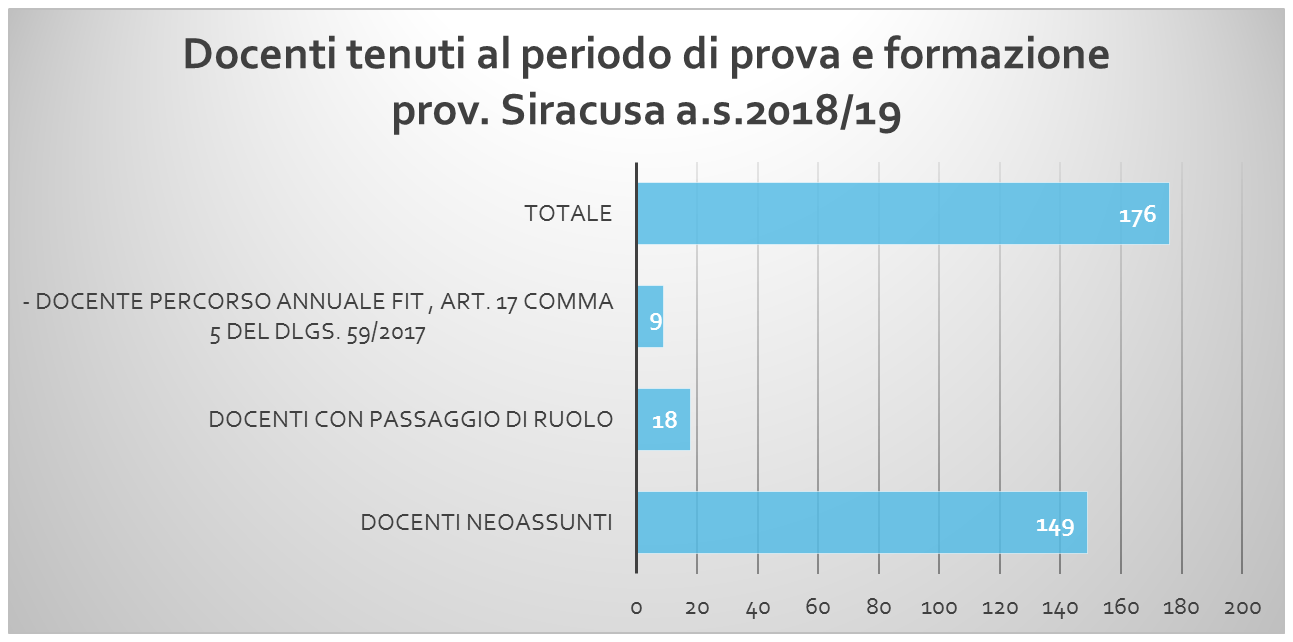 Docenti tenuti al periodo di prova e formazione
prov. Siracusa a.s.2018/19
TOTALE
176
- DOCENTE PERCORSO ANNUALE FIT , ART. 17 COMMA
5 DEL DLGS. 59/2017
9
DOCENTI CON PASSAGGIO DI RUOLO
18
DOCENTI NEOASSUNTI
149
0 20 40 60 80 100 120 140 160 180 200